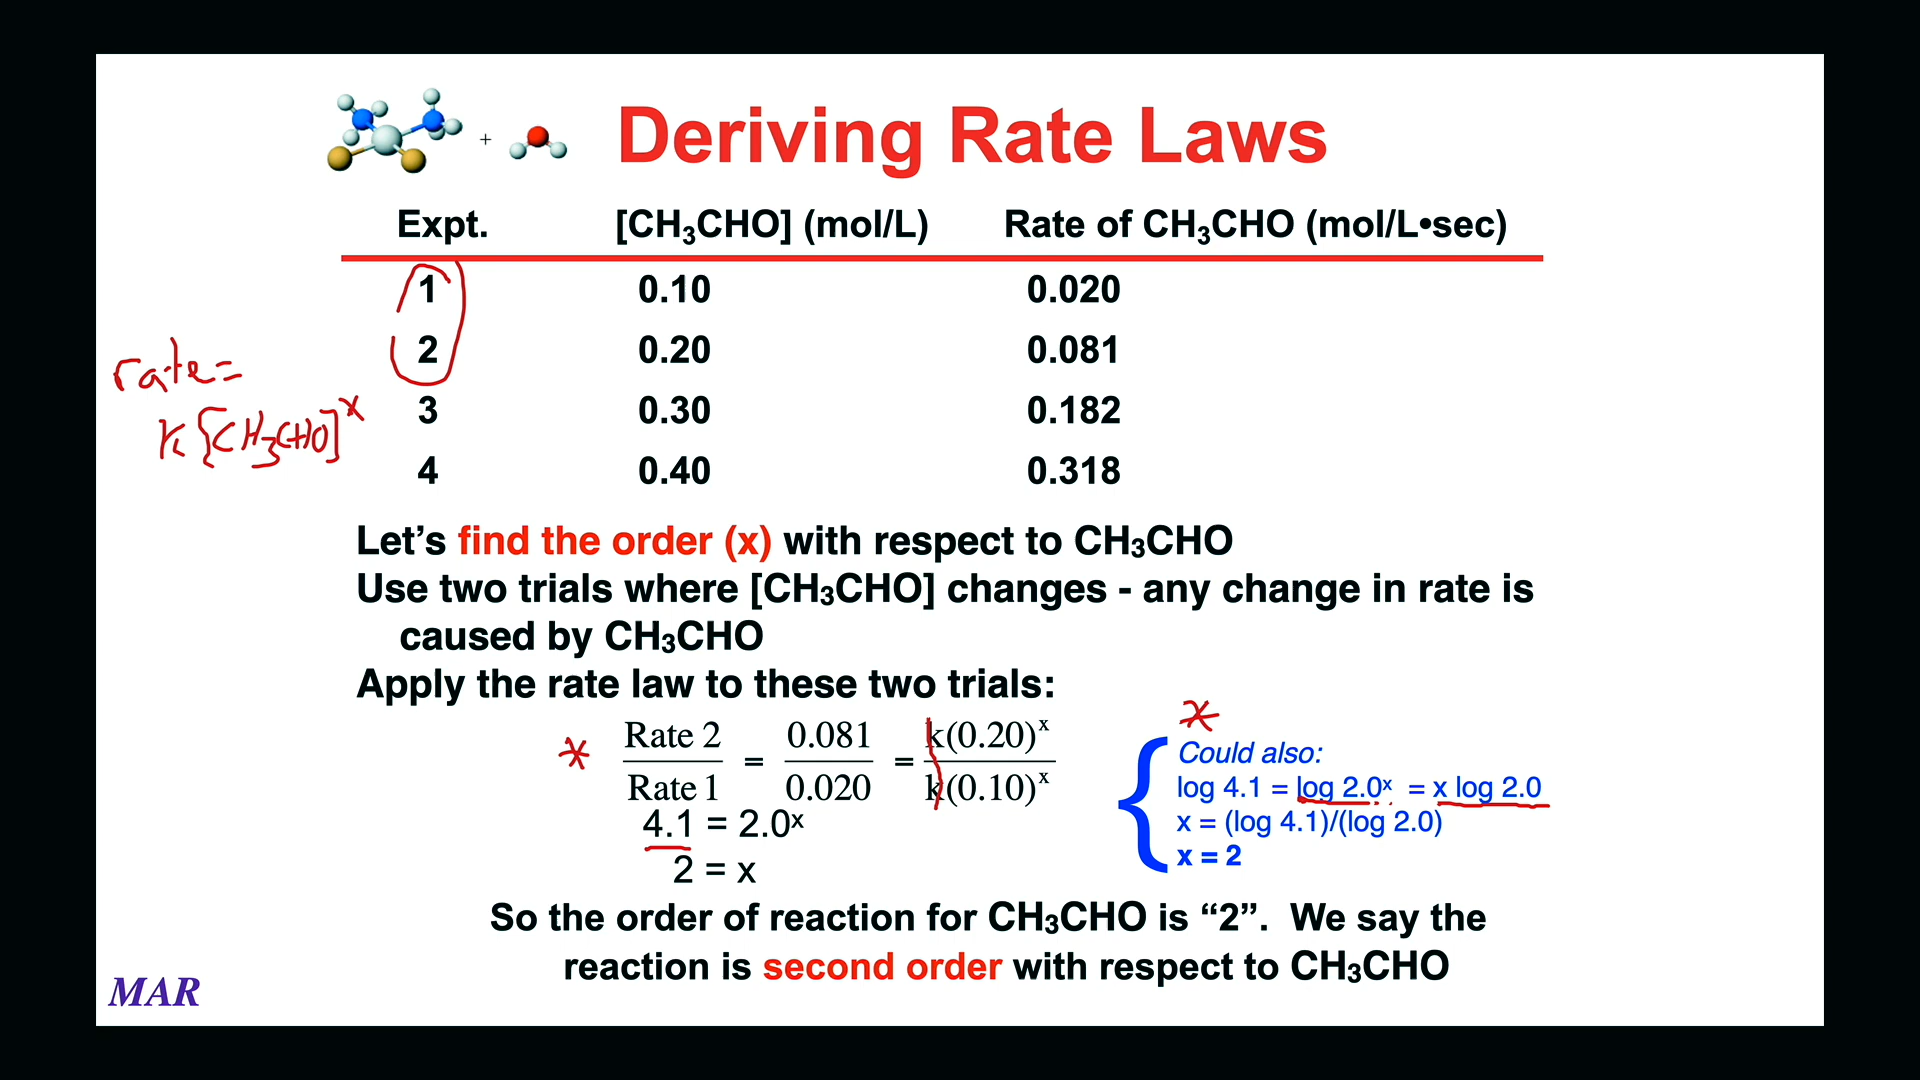 +
Deriving Rate Laws
Expt. [CH₃CHO] (mol/L) Rate of CH₃CHO (mol/L•sec)
1 0.10 0.020
2 0.20 0.081
3 0.30 0.182
4 0.40 0.318
rate=
k[CH₃CHO]ˣ
Let’s find the order (x) with respect to CH₃CHO
Use two trials where [CH₃CHO] changes - any change in rate is
caused by CH₃CHO
Apply the rate law to these two trials:
* Rate 2 / Rate 1 = 0.081 / 0.020 = k(0.20)ˣ / k(0.10)ˣ
4.1 = 2.0ˣ
2 = x
*
Could also:
log 4.1 = log 2.0ˣ = x log 2.0
x = (log 4.1)/(log 2.0)
x = 2
So the order of reaction for CH₃CHO is “2”. We say the
reaction is second order with respect to CH₃CHO
MAR